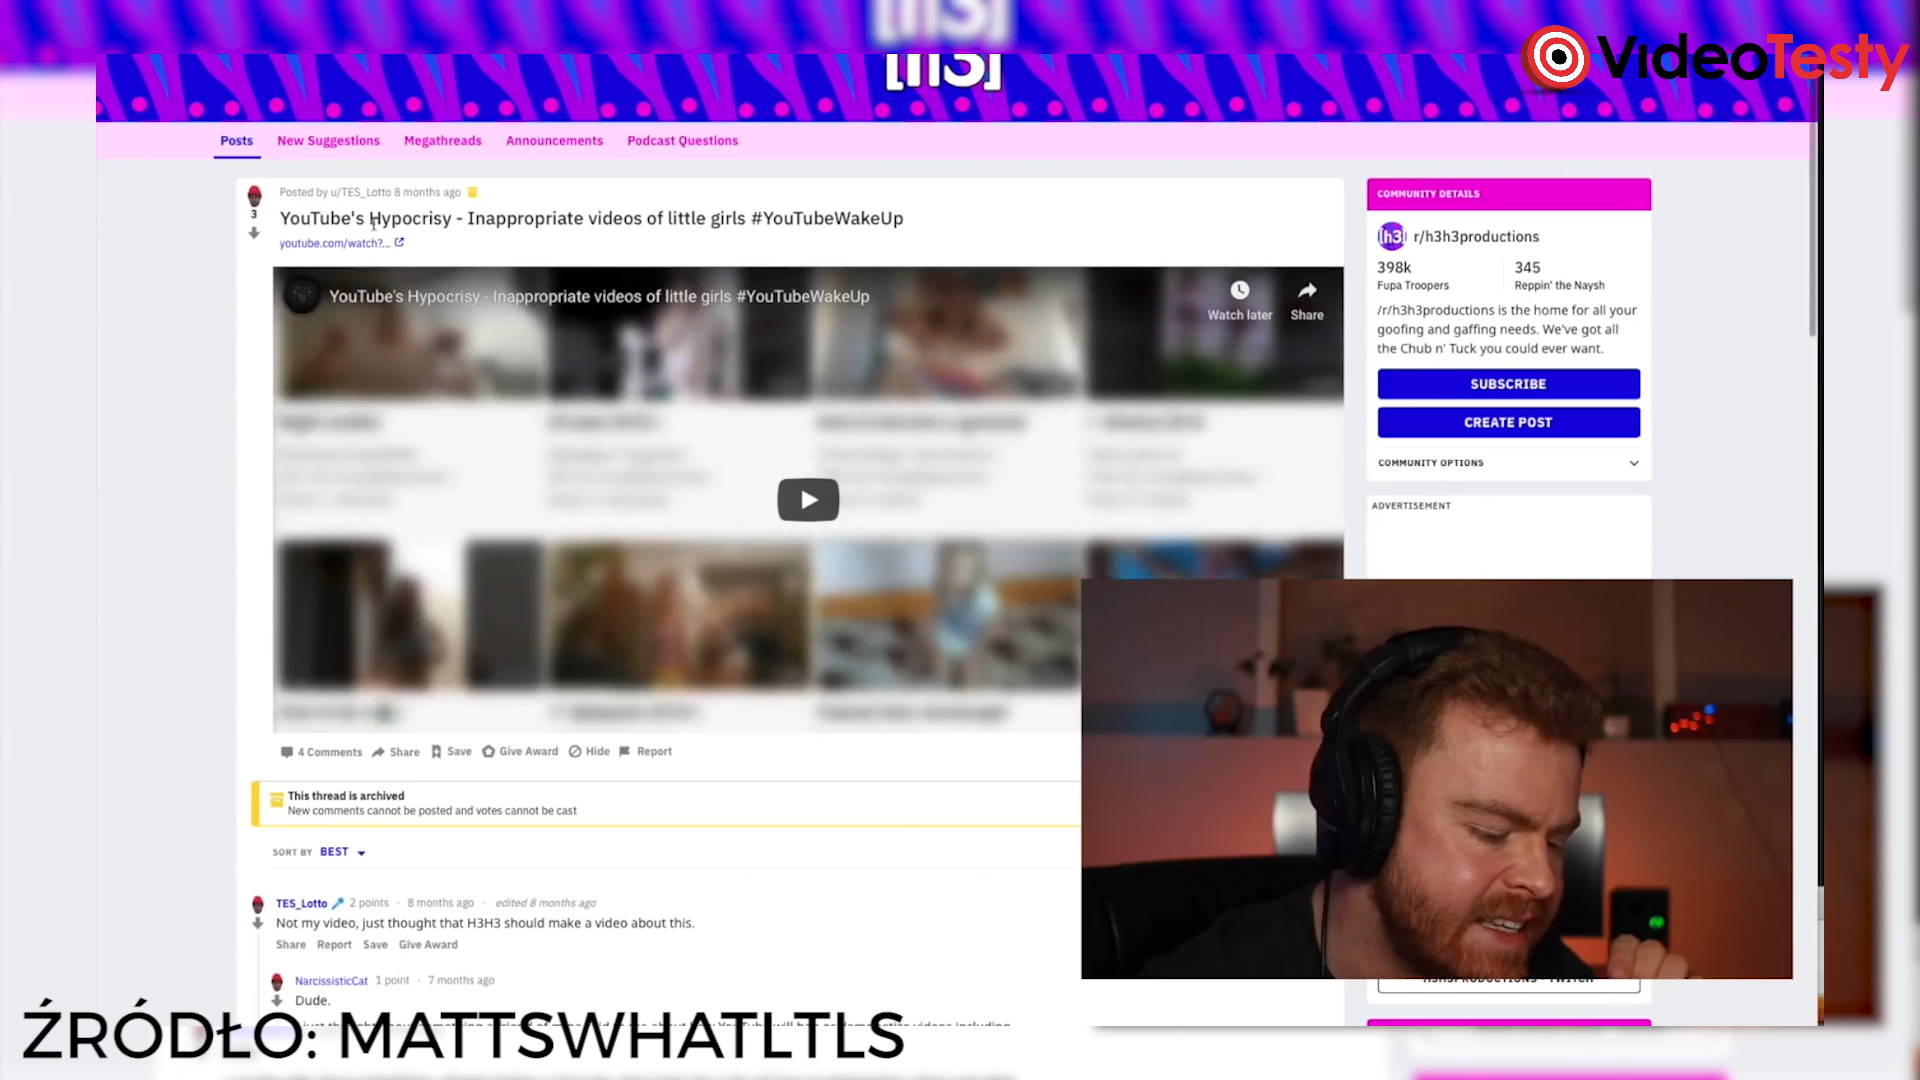 [h3]
[h3]
VideoTesty
Posts
New Suggestions
Megathreads
Announcements
Podcast Questions
Posted by u/TES_Lotto 8 months ago
3
YouTube's Hypocrisy - Inappropriate videos of little girls #YouTubeWakeUp
youtube.com/watch?...
YouTube's Hypocrisy - Inappropriate videos of little girls #YouTubeWakeUp
Watch later
Share
4 Comments
Share
Save
Give Award
Hide
Report
This thread is archived
New comments cannot be posted and votes cannot be cast
SORT BY BEST
TES_Lotto 2 points · 8 months ago · edited 8 months ago
Not my video, just thought that H3H3 should make a video about this.
Share Report Save Give Award
NarcissisticCat 1 point · 7 months ago
Dude.
COMMUNITY DETAILS
[h3] r/h3h3productions
398k
Fupa Troopers
345
Reppin' the Naysh
/r/h3h3productions is the home for all your
goofing and gaffing needs. We've got all
the Chub n' Tuck you could ever want.
SUBSCRIBE
CREATE POST
COMMUNITY OPTIONS
ADVERTISEMENT
H3H3PRODUCTIONS - TWITCH
ŹRÓDŁO: MATTSWHATLTLS